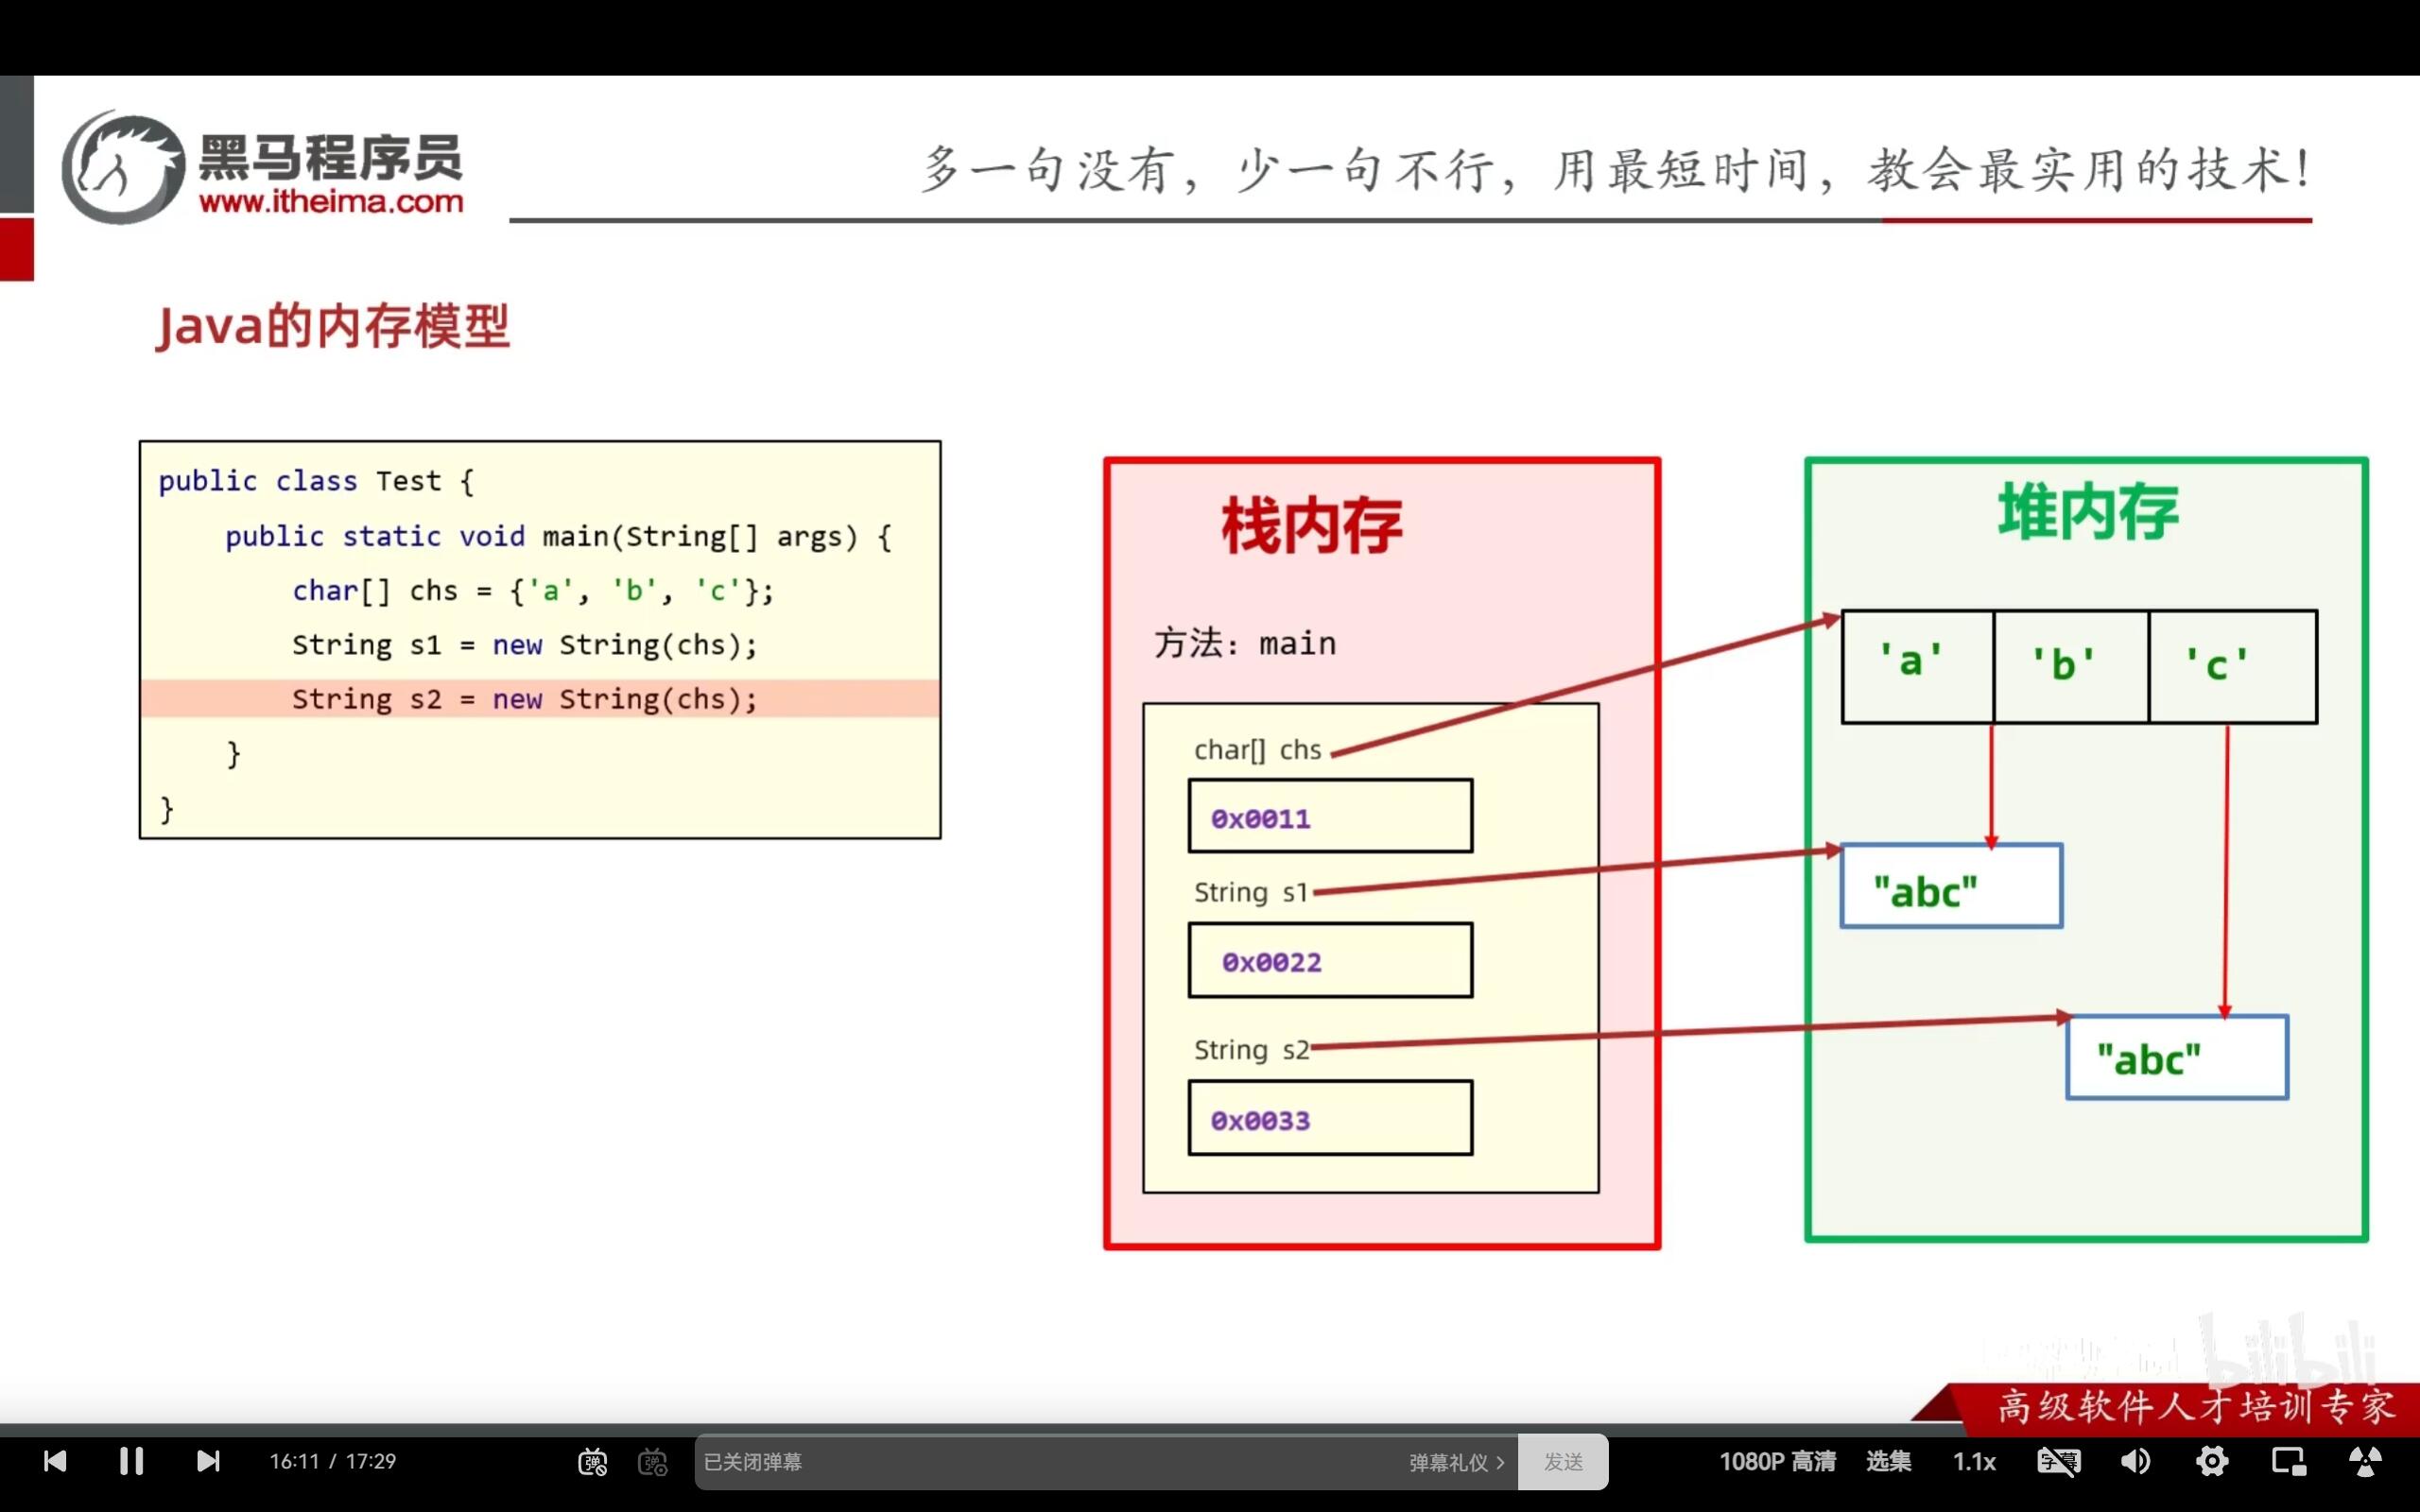 黑马程序员
www.itheima.com
多一句没有，少一句不行，用最短时间，教会最实用的技术！
Java的内存模型
public class Test {
public static void main(String[] args) {
char[] chs = {'a', 'b', 'c'};
String s1 = new String(chs);
String s2 = new String(chs);
}
}
栈内存
方法：main
char[] chs
0x0011
String s1
0x0022
String s2
0x0033
堆内存
'a' 'b' 'c'
"abc"
"abc"
bilibili
高级软件人才培训专家
16:11 / 17:29
弹 弹
已关闭弹幕
弹幕礼仪 >
发送
1080P 高清
选集
1.1x
字幕